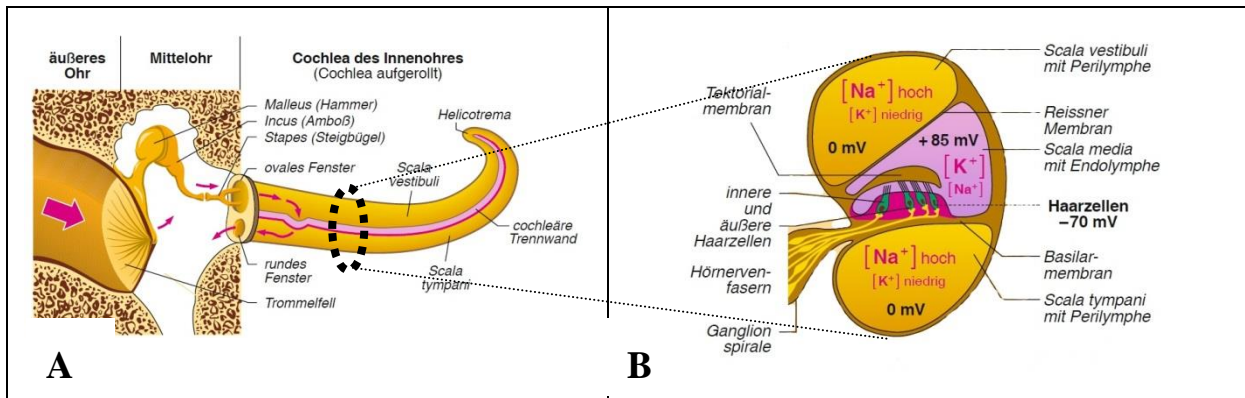 äußeres
Ohr
Mittelohr
Cochlea des Innenohres
(Cochlea aufgerollt)
Malleus (Hammer)
Incus (Amboß)
Stapes (Steigbügel)
ovales Fenster
Helicotrema
Scala
vestibuli
cochleäre
Trennwand
Scala
tympani
rundes
Fenster
Trommelfell
A
Tektorial-
membran
innere
und
äußere
Haarzellen
Hörnerven-
fasern
Ganglion
spirale
[Na+] hoch
[K+] niedrig
0 mV
+ 85 mV
[K+]
[Na+]
[Na+] hoch
[K+] niedrig
0 mV
Scala vestibuli
mit Perilymphe
Reissner
Membran
Scala media
mit Endolymphe
Haarzellen
–70 mV
Basilar-
membran
Scala tympani
mit Perilymphe
B